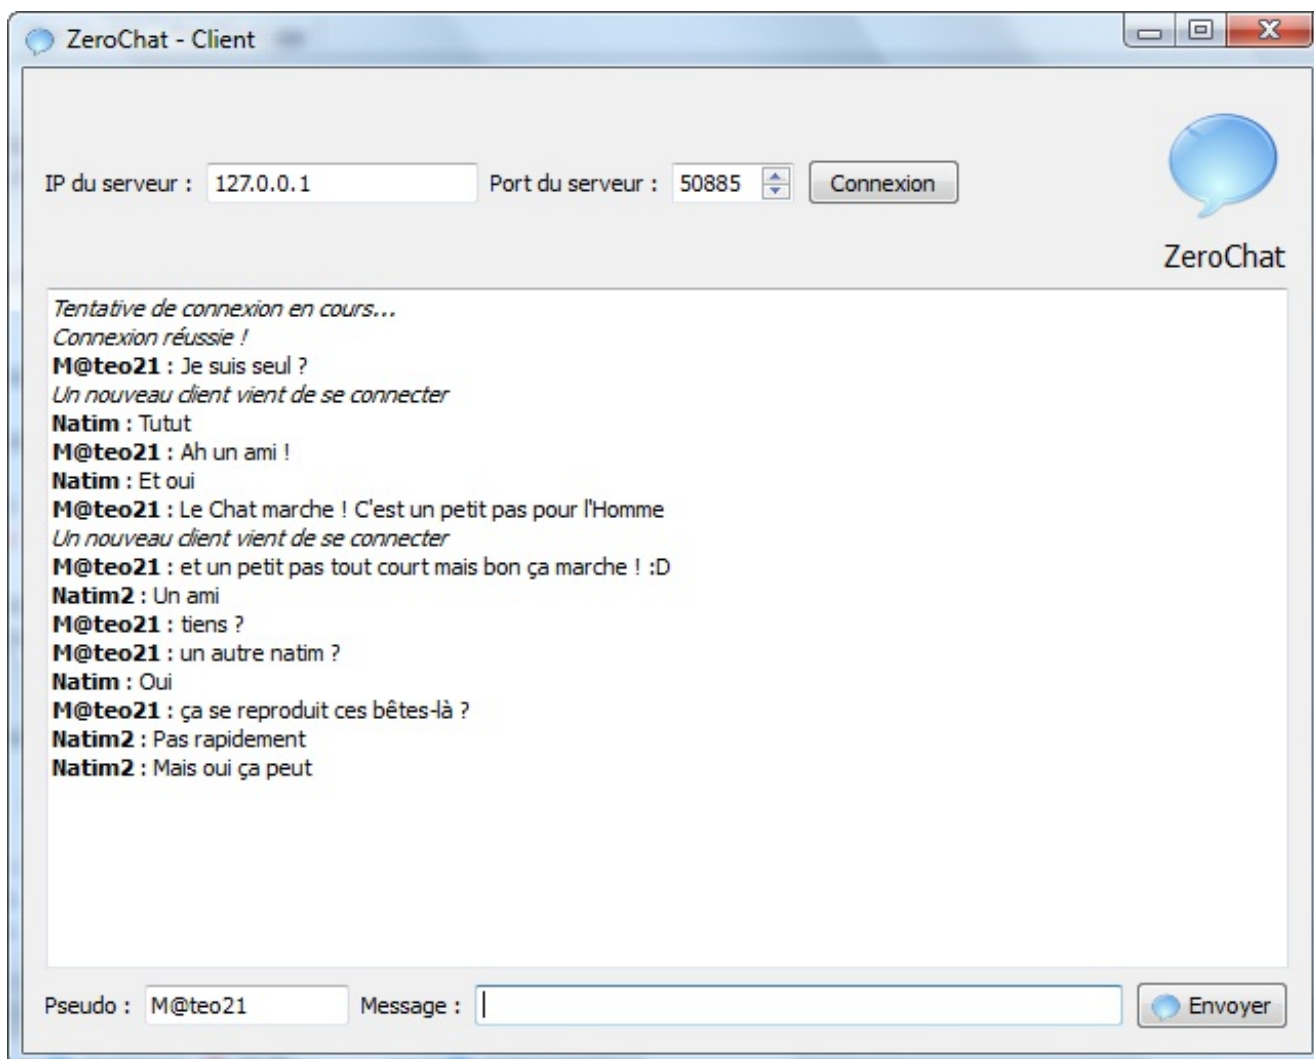 ZeroChat - Client
IP du serveur : 127.0.0.1 Port du serveur : 50885 Connexion
ZeroChat
Tentative de connexion en cours...
Connexion réussie !
M@teo21 : Je suis seul ?
Un nouveau client vient de se connecter
Natim : Tutut
M@teo21 : Ah un ami !
Natim : Et oui
M@teo21 : Le Chat marche ! C'est un petit pas pour l'Homme
Un nouveau client vient de se connecter
M@teo21 : et un petit pas tout court mais bon ça marche ! :D
Natim2 : Un ami
M@teo21 : tiens ?
M@teo21 : un autre natim ?
Natim : Oui
M@teo21 : ça se reproduit ces bêtes-là ?
Natim2 : Pas rapidement
Natim2 : Mais oui ça peut
Pseudo : M@teo21 Message : Envoyer